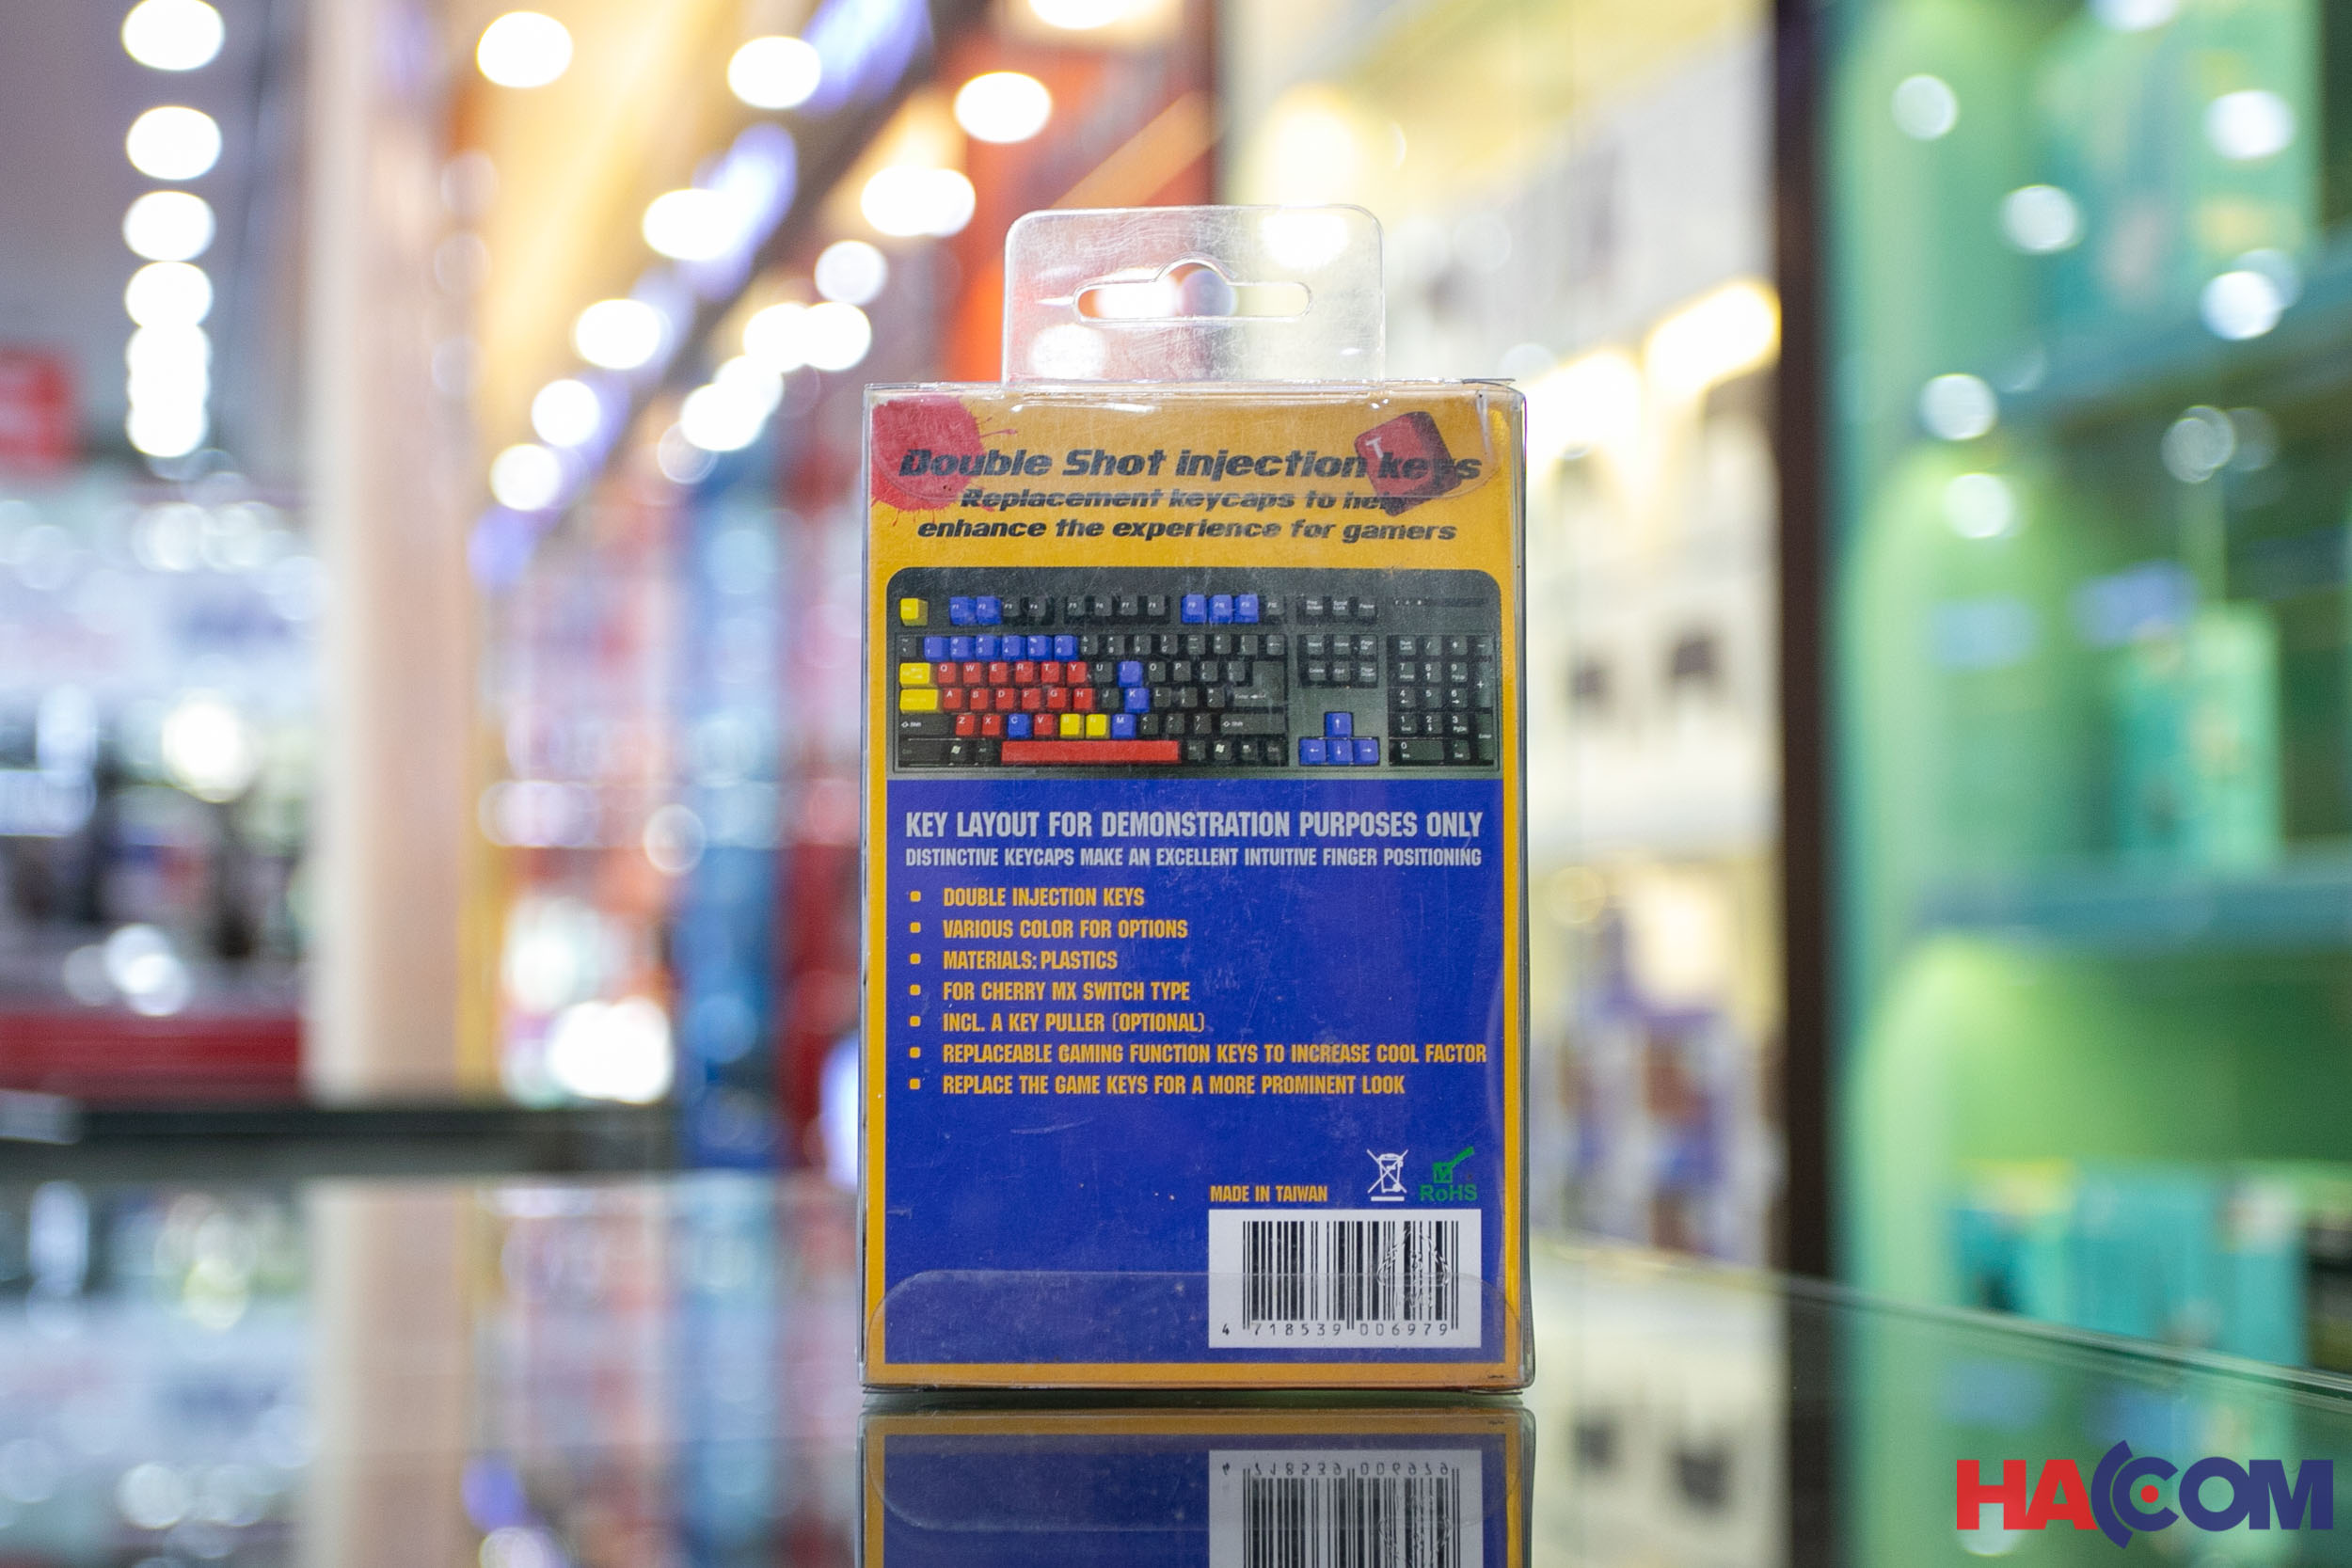 Double Shot injection keys
Replacement keycaps to help
enhance the experience for gamers
Q W E R T Y U I O P
A S D F G H K L
Z X C V B N M
KEY LAYOUT FOR DEMONSTRATION PURPOSES ONLY
DISTINCTIVE KEYCAPS MAKE AN EXCELLENT INTUITIVE FINGER POSITIONING
DOUBLE INJECTION KEYS
VARIOUS COLOR FOR OPTIONS
MATERIALS: PLASTICS
FOR CHERRY MX SWITCH TYPE
INCL. A KEY PULLER (OPTIONAL)
REPLACEABLE GAMING FUNCTION KEYS TO INCREASE COOL FACTOR
REPLACE THE GAME KEYS FOR A MORE PROMINENT LOOK
MADE IN TAIWAN
RoHS
4 718539 006979
HACOM